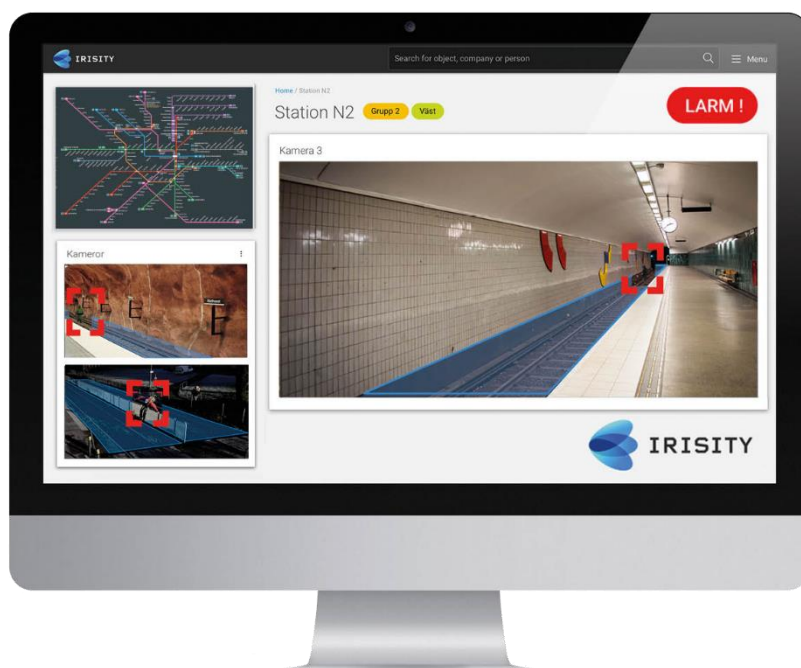 IRISITY
Search for object, company or person
Menu
Home / Station N2
Station N2
Grupp 2
Väst
LARM !
Kameror
Kamera 3
IRISITY